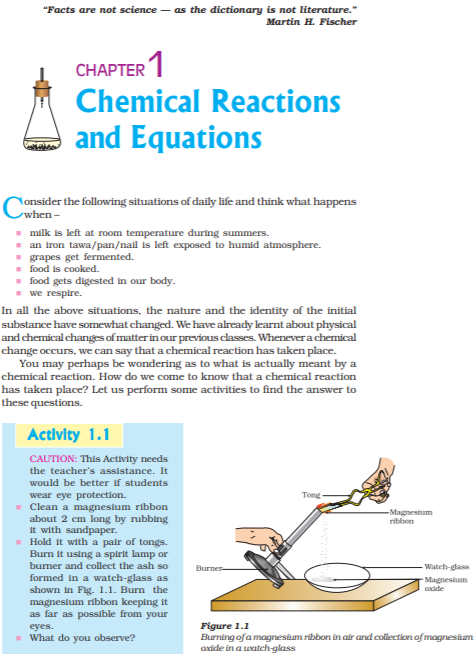 “Facts are not science — as the dictionary is not literature.”
Martin H. Fischer
CHAPTER 1
Chemical Reactions
and Equations
Consider the following situations of daily life and think what happens
when –
milk is left at room temperature during summers.
an iron tawa/pan/nail is left exposed to humid atmosphere.
grapes get fermented.
food is cooked.
food gets digested in our body.
we respire.
In all the above situations, the nature and the identity of the initial
substance have somewhat changed. We have already learnt about physical
and chemical changes of matter in our previous classes. Whenever a chemical
change occurs, we can say that a chemical reaction has taken place.
You may perhaps be wondering as to what is actually meant by a
chemical reaction. How do we come to know that a chemical reaction
has taken place? Let us perform some activities to find the answer to
these questions.
Activity 1.1
CAUTION: This Activity needs
the teacher’s assistance. It
would be better if students
wear eye protection.
Clean a magnesium ribbon
about 2 cm long by rubbing
it with sandpaper.
Hold it with a pair of tongs.
Burn it using a spirit lamp or
burner and collect the ash so
formed in a watch-glass as
shown in Fig. 1.1. Burn the
magnesium ribbon keeping it
as far as possible from your
eyes.
What do you observe?
Tong
Magnesium
ribbon
Burner
Watch-glass
Magnesium
oxide
Figure 1.1
Burning of a magnesium ribbon in air and collection of magnesium
oxide in a watch-glass